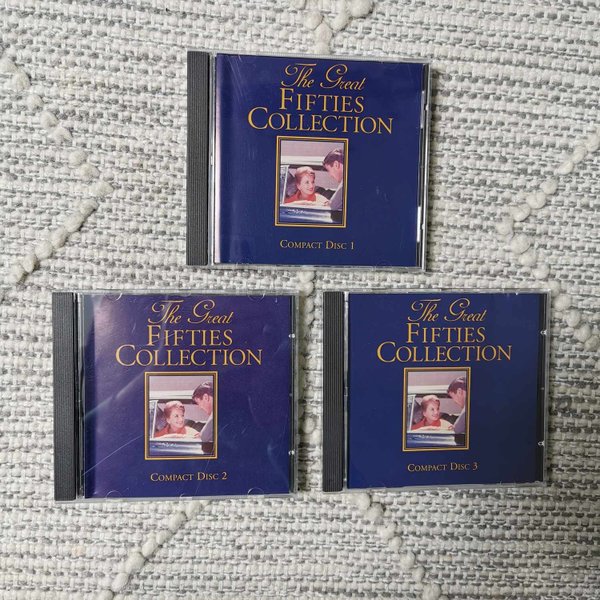 The Great
FIFTIES
COLLECTION
COMPACT DISC 1
The Great
FIFTIES
COLLECTION
COMPACT DISC 2
The Great
FIFTIES
COLLECTION
COMPACT DISC 3